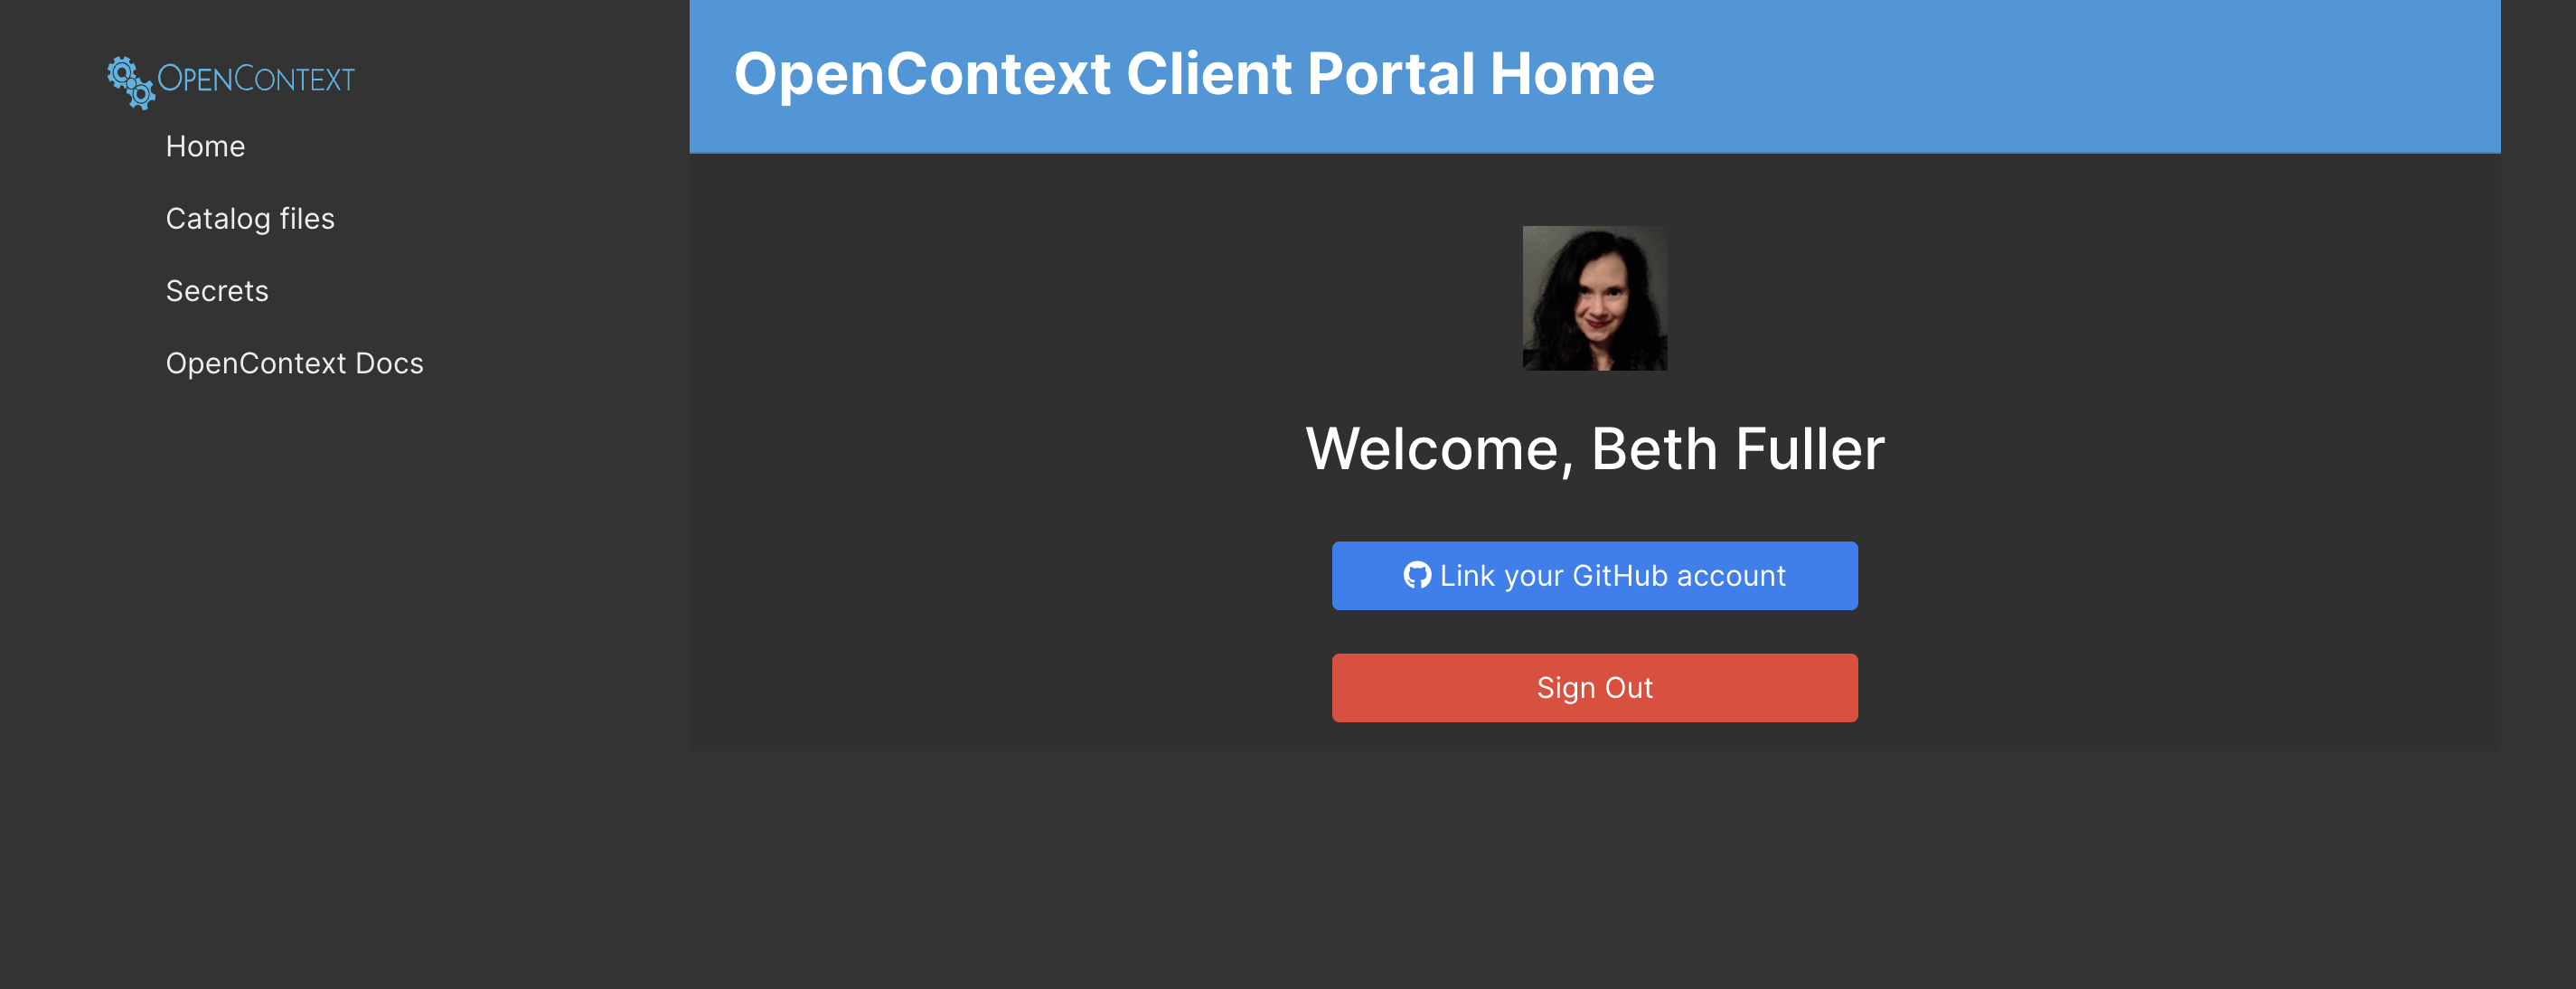 OPENCONTEXT
Home
Catalog files
Secrets
OpenContext Docs
OpenContext Client Portal Home
Welcome, Beth Fuller
Link your GitHub account
Sign Out